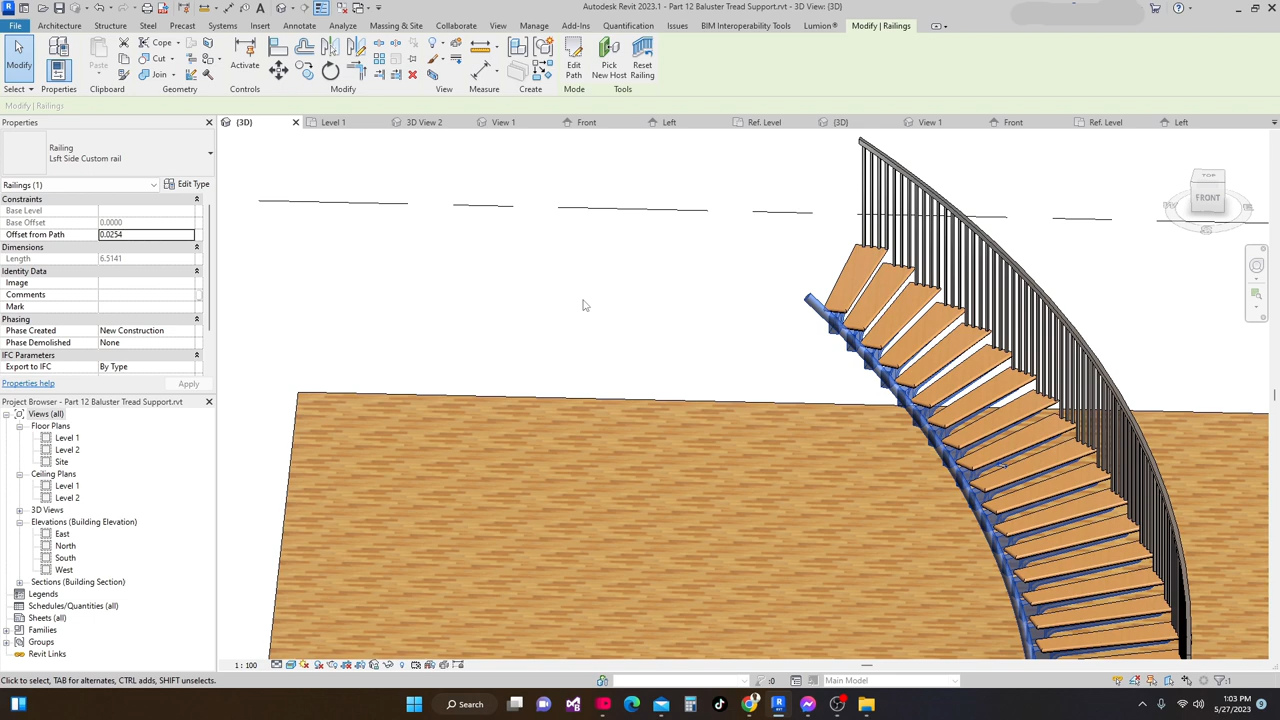 Autodesk Revit 2023.1 - Part 12 Baluster Tread Support.rvt - 3D View: {3D}
File Architecture Structure Steel Precast Systems Insert Annotate Analyze Massing & Site Collaborate View Manage Add-Ins Quantification Issues BIM Interoperability Tools Lumion® Modify | Railings
Modify Paste Cope Cut Join Activate Edit Path Pick New Host Reset Railing
Select Properties Clipboard Geometry Controls Modify View Measure Create Mode Tools
Modify | Railings
Properties
{3D} Level 1 3D View 2 View 1 Front Left Ref. Level {3D} View 1 Front Ref. Level Left
Railing
Lsft Side Custom rail
Railings (1) Edit Type
Constraints
Base Level
Base Offset 0.0000
Offset from Path 0.0254
Dimensions
Length 6.5141
Identity Data
Image
Comments
Mark
Phasing
Phase Created New Construction
Phase Demolished None
IFC Parameters
Export to IFC By Type
Properties help Apply
TOP
FRONT
Project Browser - Part 12 Baluster Tread Support.rvt
Views (all)
Floor Plans
Level 1
Level 2
Site
Ceiling Plans
Level 1
Level 2
3D Views
Elevations (Building Elevation)
East
North
South
West
Sections (Building Section)
Legends
Schedules/Quantities (all)
Sheets (all)
Families
Groups
Revit Links
1 : 100
Click to select, TAB for alternates, CTRL adds, SHIFT unselects. :0 Main Model :1
Search
1:03 PM
5/27/2023